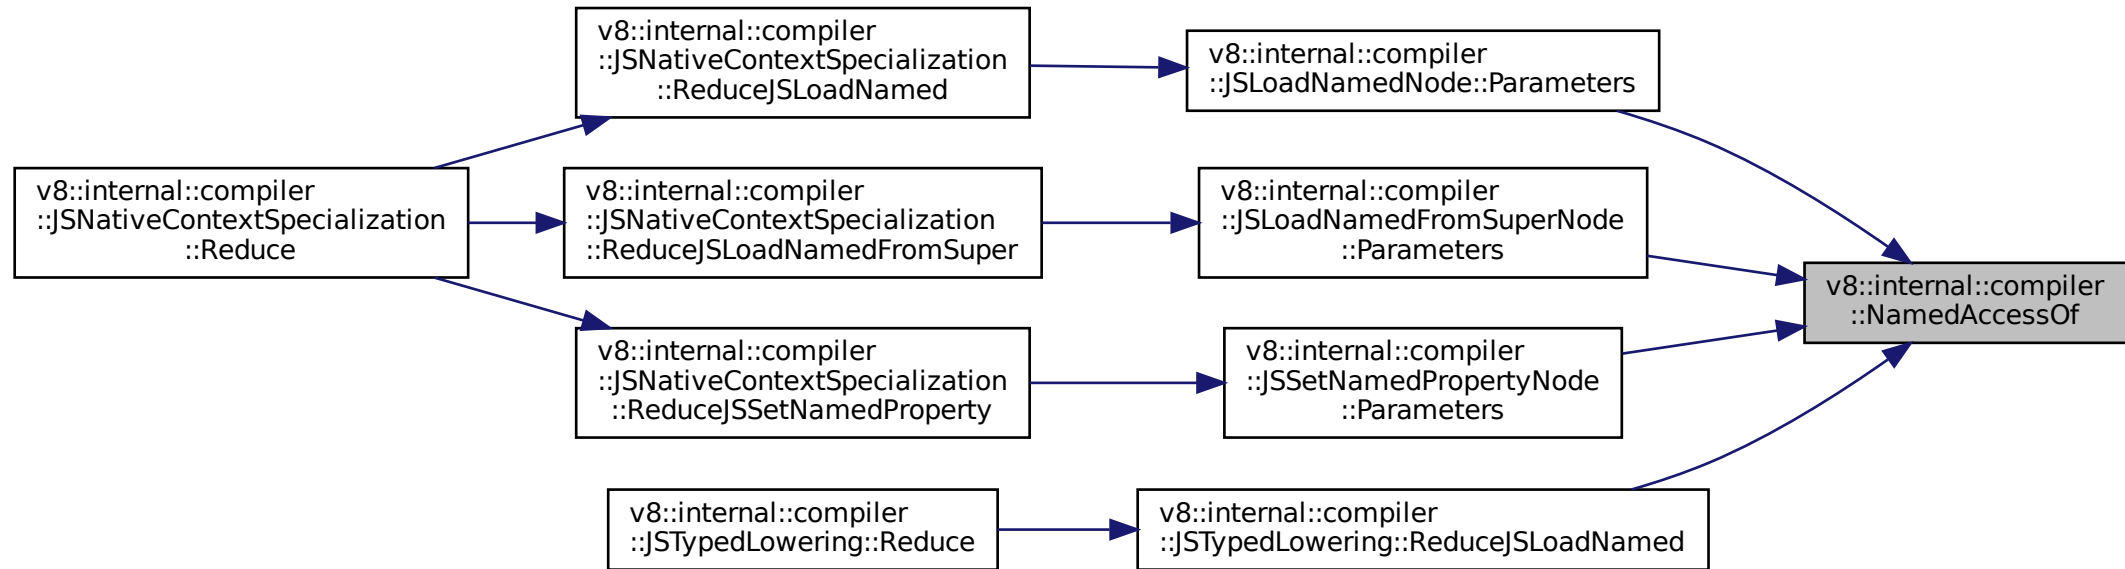 v8::internal::compiler
::JSNativeContextSpecialization
::ReduceJSLoadNamed
v8::internal::compiler
::JSLoadNamedNode::Parameters
v8::internal::compiler
::JSNativeContextSpecialization
::Reduce
v8::internal::compiler
::JSNativeContextSpecialization
::ReduceJSLoadNamedFromSuper
v8::internal::compiler
::JSLoadNamedFromSuperNode
::Parameters
v8::internal::compiler
::NamedAccessOf
v8::internal::compiler
::JSNativeContextSpecialization
::ReduceJSSetNamedProperty
v8::internal::compiler
::JSSetNamedPropertyNode
::Parameters
v8::internal::compiler
::JSTypedLowering::Reduce
v8::internal::compiler
::JSTypedLowering::ReduceJSLoadNamed